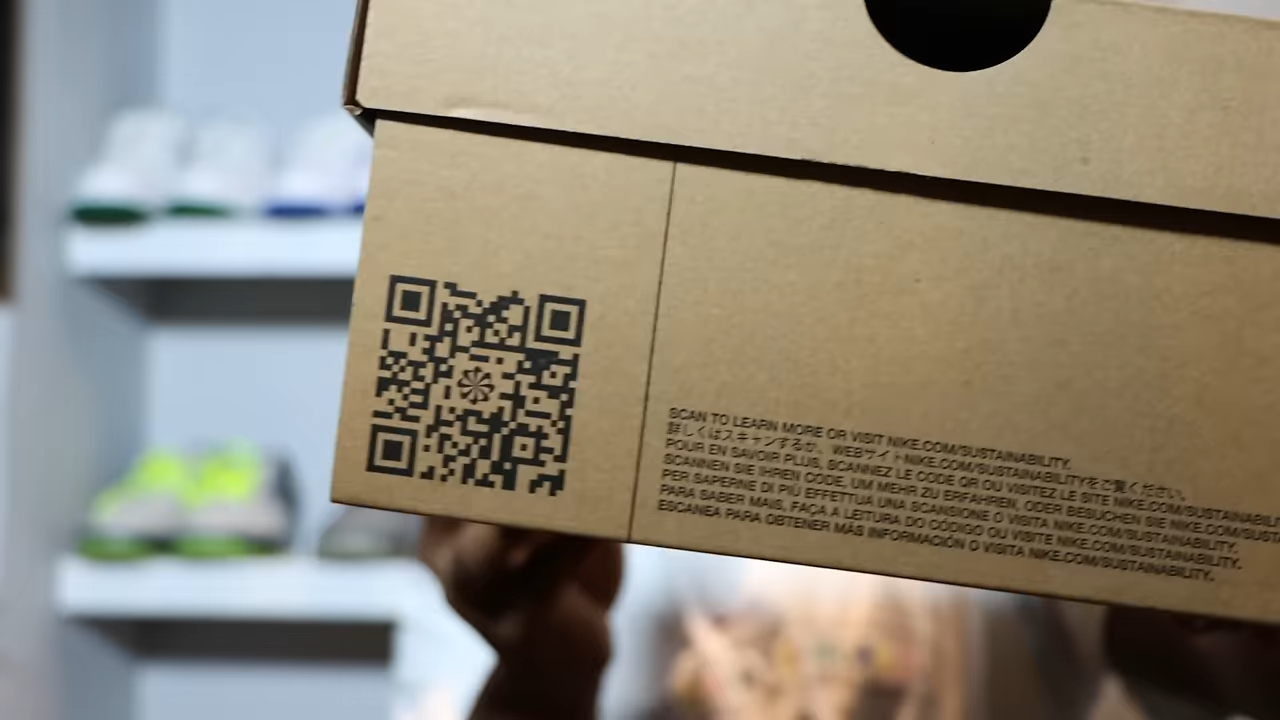 SCAN TO LEARN MORE OR VISIT NIKE.COM/SUSTAINABILITY.
詳しくはスキャンするか、WEBサイトNIKE.COM/SUSTAINABILITYをご覧ください。
POUR EN SAVOIR PLUS, SCANNEZ LE CODE QR OU VISITEZ LE SITE NIKE.COM/SUSTAINABIL
SCANNEN SIE IHREN CODE, UM MEHR ZU ERFAHREN, ODER BESUCHEN SIE NIKE.COM/SUST
PER SAPERNE DI PIÙ EFFETTUA UNA SCANSIONE O VISITA NIKE.COM/SUSTAINABILITY.
PARA SABER MAIS, FAÇA A LEITURA DO CÓDIGO OU VISITE NIKE.COM/SUSTAINABILITY.
ESCANEA PARA OBTENER MÁS INFORMACIÓN O VISITA NIKE.COM/SUSTAINABILITY.